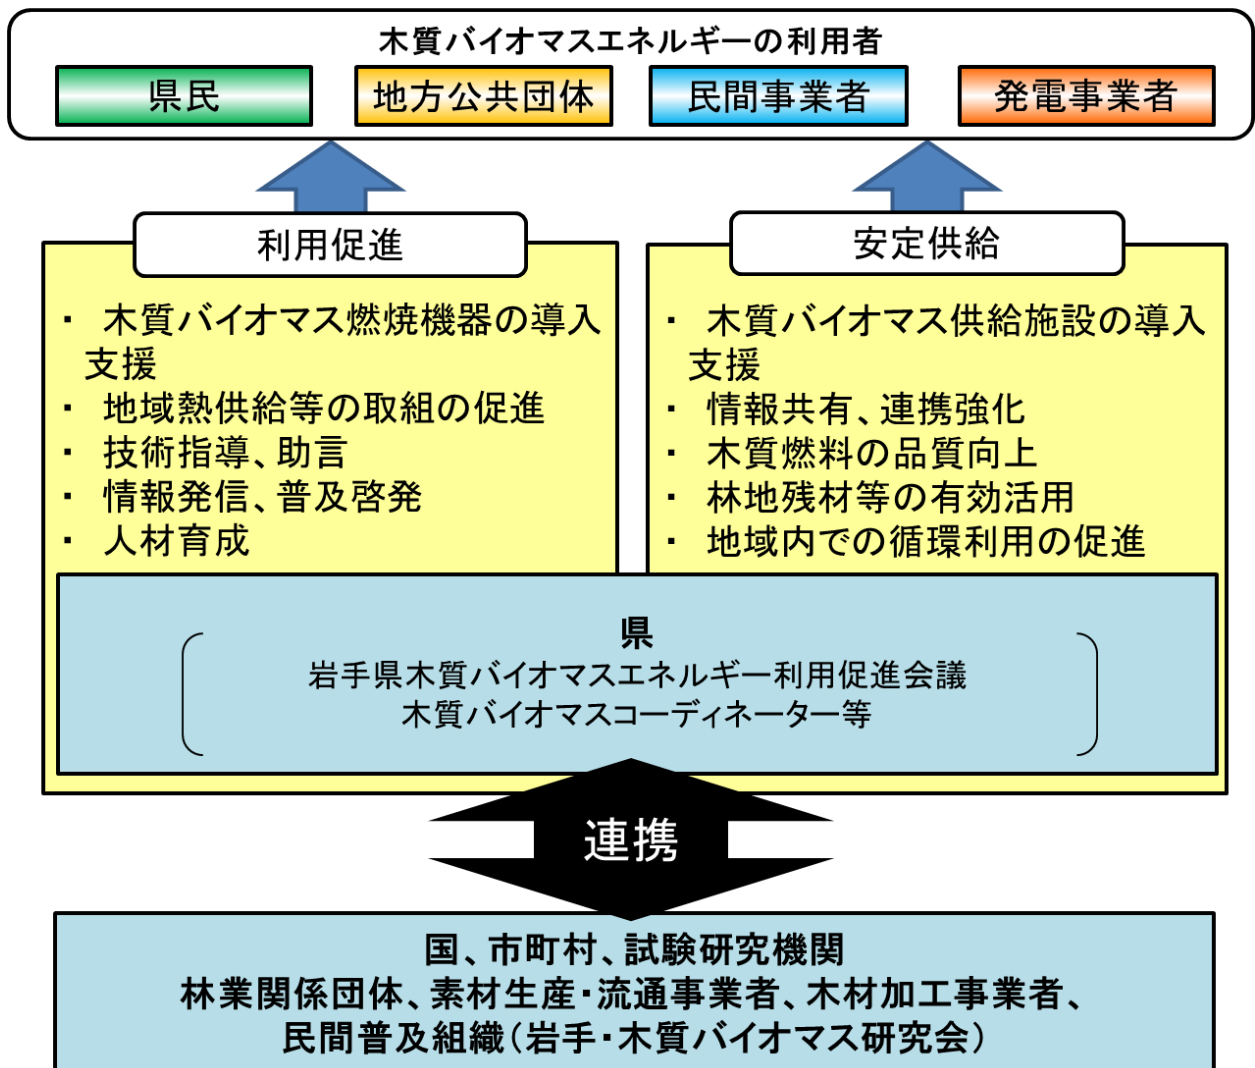 木質バイオマスエネルギーの利用者
県民
地方公共団体
民間事業者
発電事業者
利用促進
・ 木質バイオマス燃焼機器の導入
支援
・ 地域熱供給等の取組の促進
・ 技術指導、助言
・ 情報発信、普及啓発
・ 人材育成
安定供給
・ 木質バイオマス供給施設の導入
支援
・ 情報共有、連携強化
・ 木質燃料の品質向上
・ 林地残材等の有効活用
・ 地域内での循環利用の促進
県
岩手県木質バイオマスエネルギー利用促進会議
木質バイオマスコーディネーター等
連携
国、市町村、試験研究機関
林業関係団体、素材生産・流通事業者、木材加工事業者、
民間普及組織(岩手・木質バイオマス研究会)